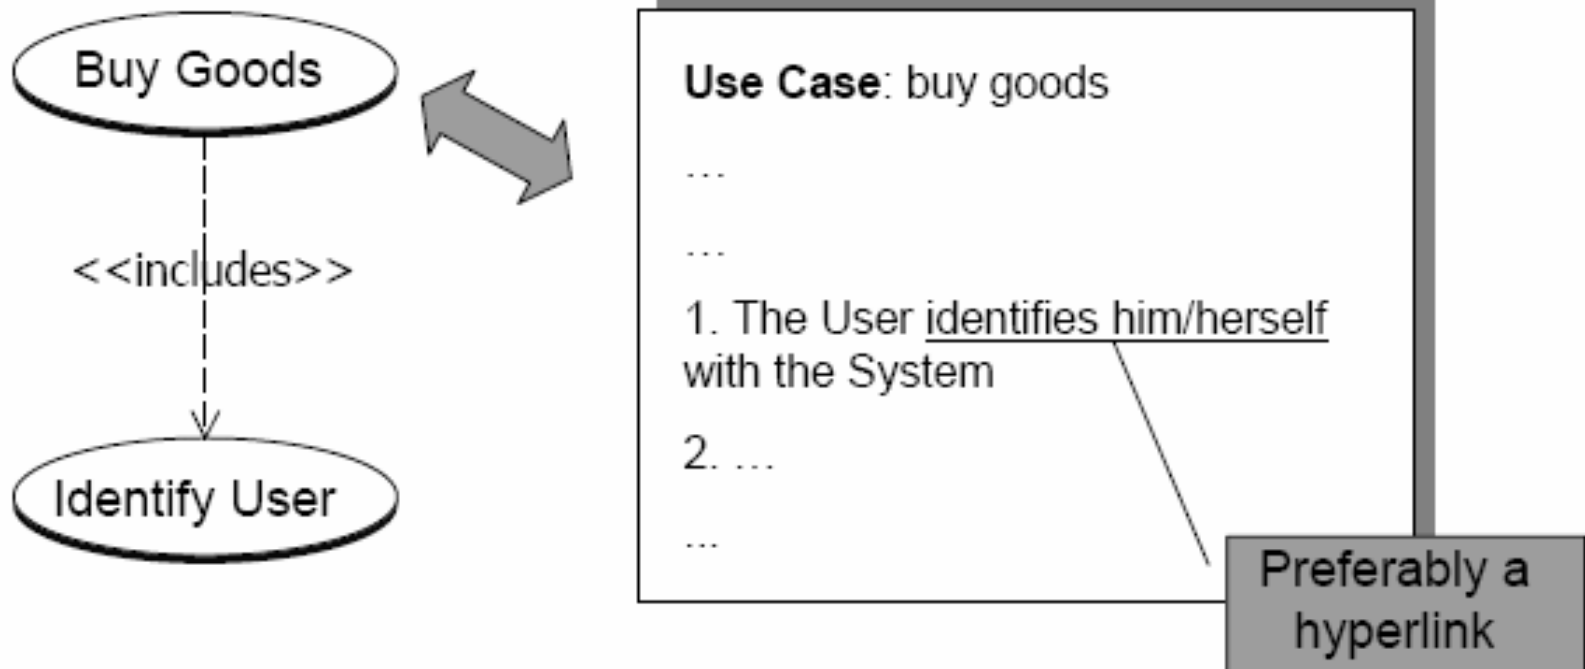 Buy Goods
<<includes>>
Identify User
Use Case: buy goods
...
...
1. The User identifies him/herself
with the System
2. ...
...
Preferably a
hyperlink